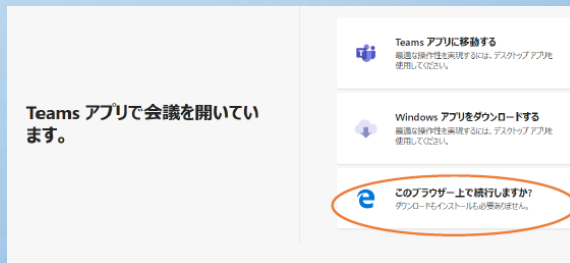 Teams アプリで会議を開いてい
ます。
Teams アプリに移動する
最適な操作性を実現するには、デスクトップ アプリを
使用してください。
Windows アプリをダウンロードする
最適な操作性を実現するには、デスクトップ アプリを
使用してください。
このブラウザー上で続行しますか?
ダウンロードもインストールも必要ありません。